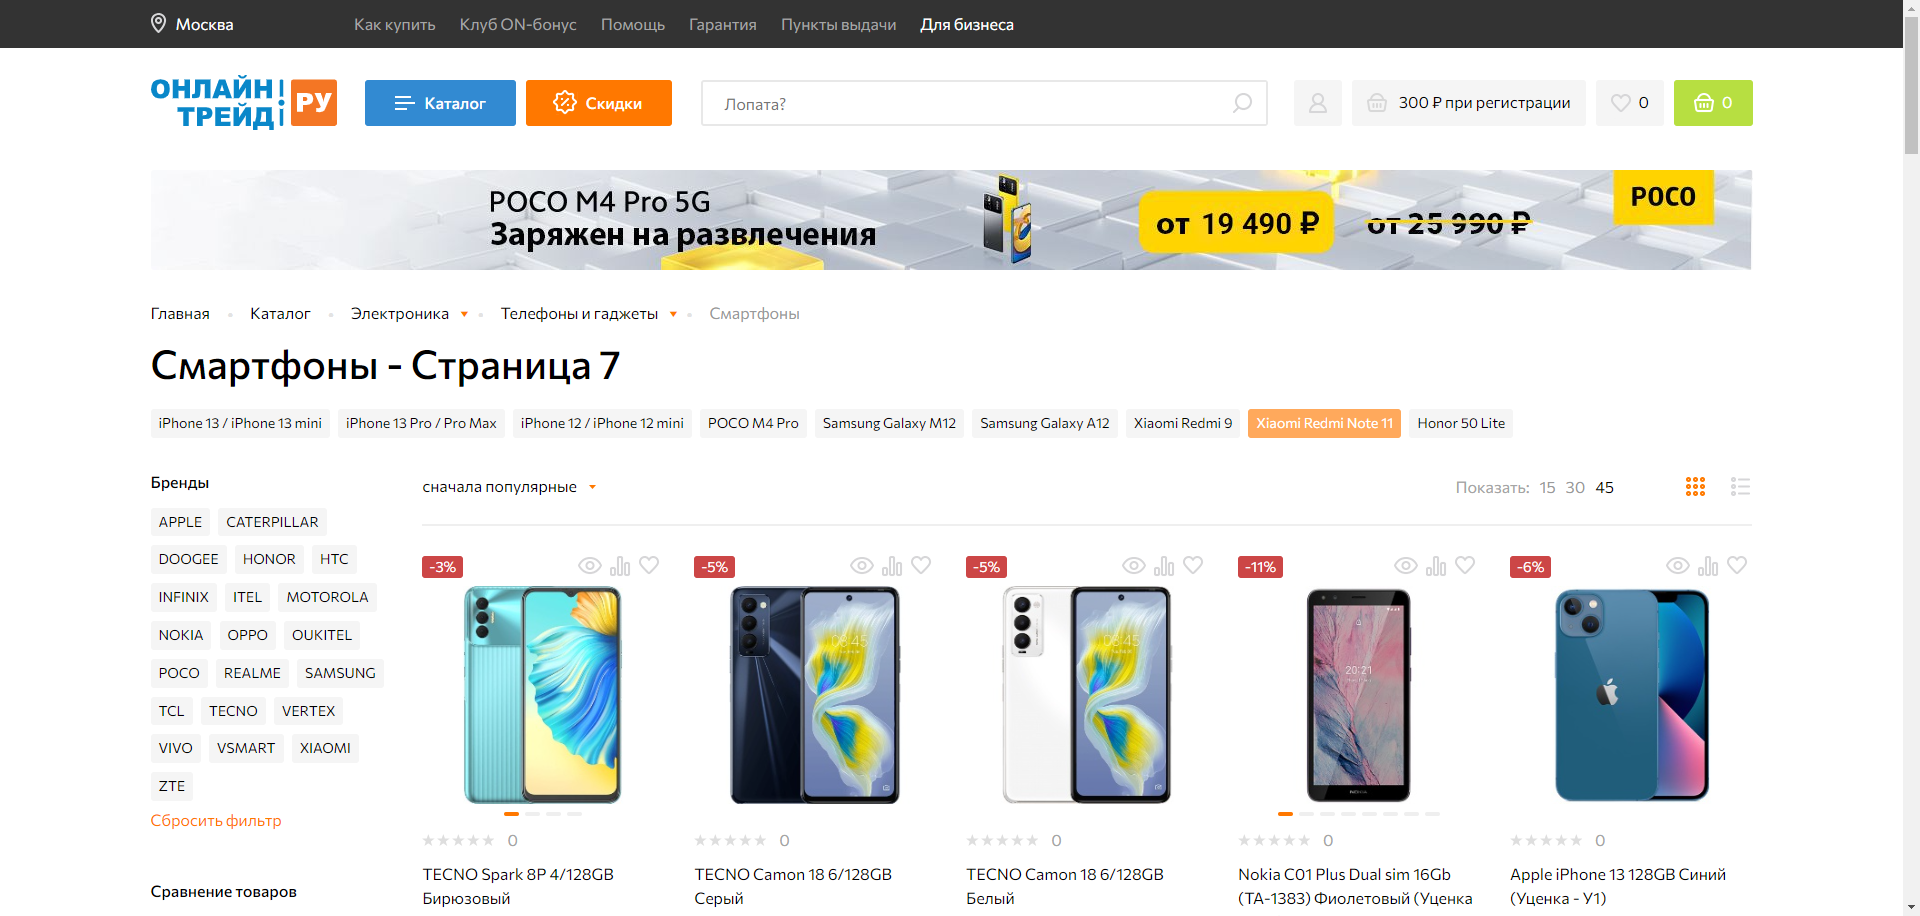 Москва
Как купить
Клуб ON-бонус
Помощь
Гарантия
Пункты выдачи
Для бизнеса
ОНЛАЙН ТРЕЙД РУ
Каталог
Скидки
Лопата?
300 ₽ при регистрации
0
0
POCO M4 Pro 5G
Заряжен на развлечения
от 19 490 ₽
от 25 990 ₽
POCO
Главная
Каталог
Электроника
Телефоны и гаджеты
Смартфоны
Смартфоны - Страница 7
iPhone 13 / iPhone 13 mini
iPhone 13 Pro / Pro Max
iPhone 12 / iPhone 12 mini
POCO M4 Pro
Samsung Galaxy M12
Samsung Galaxy A12
Xiaomi Redmi 9
Xiaomi Redmi Note 11
Honor 50 Lite
Бренды
APPLE CATERPILLAR
DOOGEE HONOR HTC
INFINIX ITEL MOTOROLA
NOKIA OPPO OUKITEL
POCO REALME SAMSUNG
TCL TECNO VERTEX
VIVO VSMART XIAOMI
ZTE
Сбросить фильтр
Сравнение товаров
сначала популярные
Показать: 15 30 45
-3%
0
TECNO Spark 8P 4/128GB
Бирюзовый
-5%
08:45
0
TECNO Camon 18 6/128GB
Серый
-5%
08:45
0
TECNO Camon 18 6/128GB
Белый
-11%
20:21
NOKIA
0
Nokia C01 Plus Dual sim 16Gb
(TA-1383) Фиолетовый (Уценка
-6%
0
Apple iPhone 13 128GB Синий
(Уценка - У1)